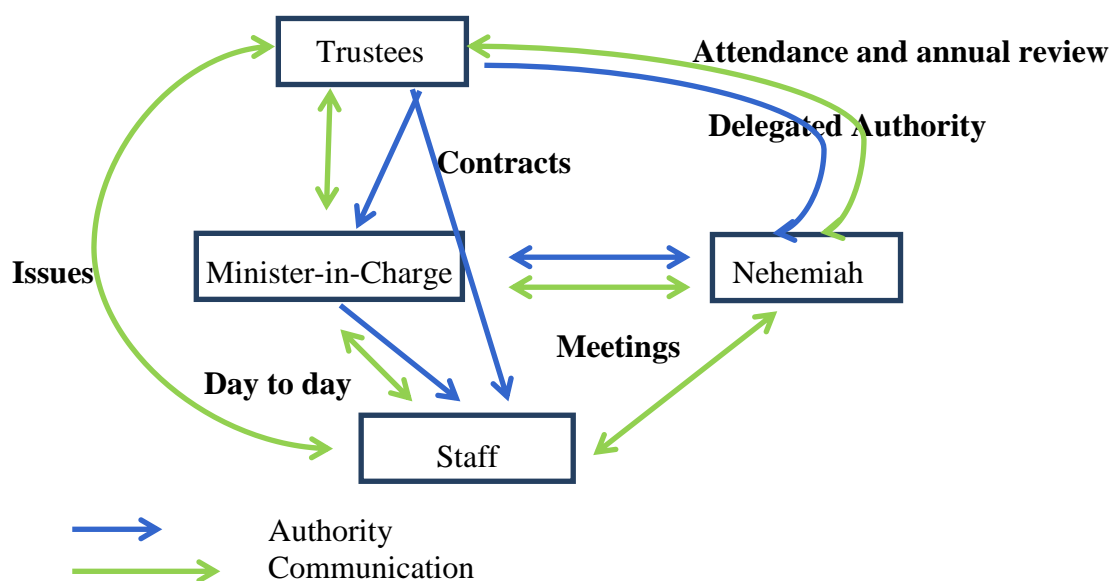 Trustees
Attendance and annual review
Delegated Authority
Contracts
Issues
Minister-in-Charge
Nehemiah
Meetings
Day to day
Staff
Authority
Communication